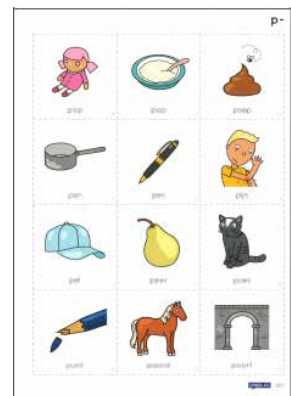 p-
pop pap poep
pan pen pijn
pet peer poes
punt paard poort